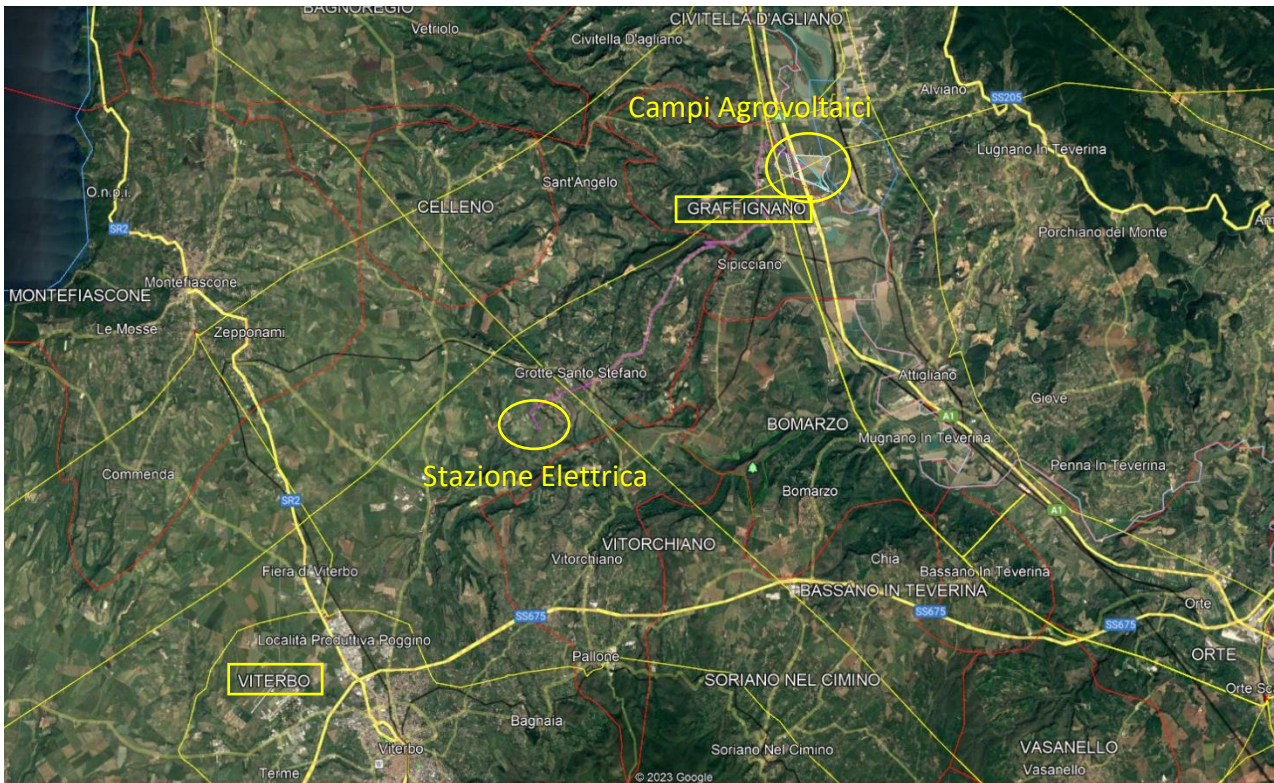 BAGNOREGIO
CIVITELLA D'AGLIANO
Vetriolo
Civitella D'Agliano
Alviano
SS205
Campi Agrovoltaici
A1
Lugnano In Teverina
Sant'Angelo
O.n.p.i.
CELLENO
GRAFFIGNANO
SR2
Porchiano del Monte
Am
Sipicciano
Montefiascone
MONTEFIASCONE
Le Mosse
Zepponami
Grotte Santo Stefano
Attigliano
Giove
A1
BOMARZO
Mugnano In Teverina
Penna In Teverina
Stazione Elettrica
Commenda
Bomarzo
SR2
A1
VITORCHIANO
Vitorchiano
Chia
Fiera di Viterbo
Bassano In Teverina
BASSANO IN TEVERINA
Orte
SS675
SS675
SS675
Località Produttiva Poggino
Pallone
ORTE
VITERBO
SORIANO NEL CIMINO
Orte Sc
Bagnaia
Viterbo
Soriano Nel Cimino
VASANELLO
Terme
Vasanello
© 2023 Google